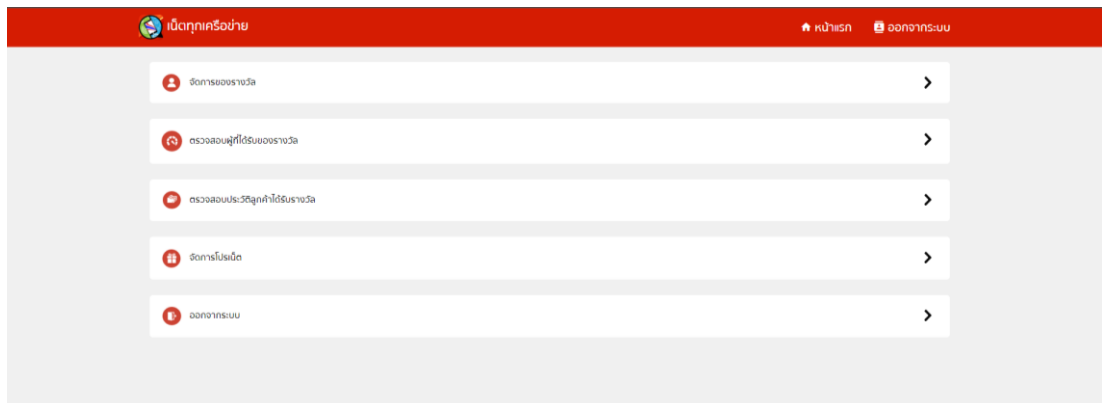 เน็ตทุกเครือข่าย
หน้าแรก
ออกจากระบบ
จัดการของรางวัล
ตรวจสอบผู้ที่ได้รับของรางวัล
ตรวจสอบประวัติลูกค้าได้รับรางวัล
จัดการโปรเน็ต
ออกจากระบบ